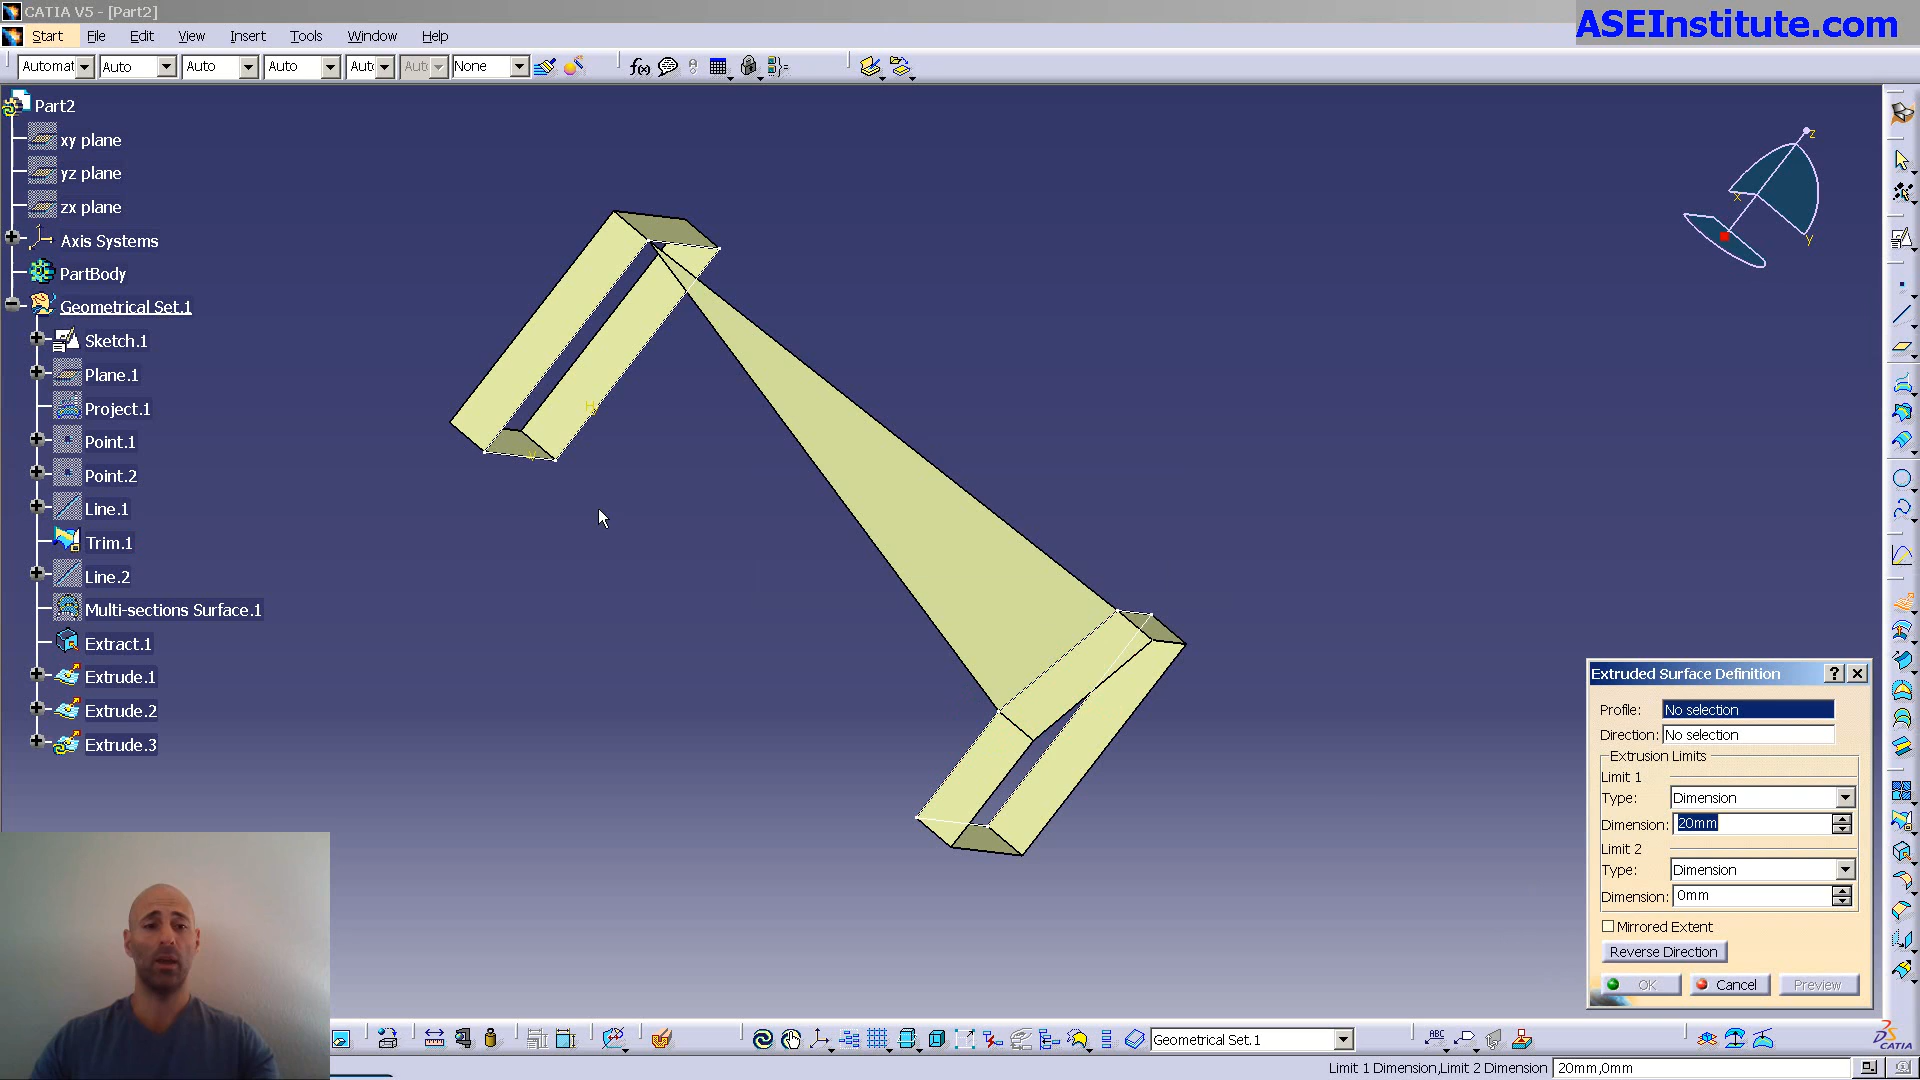 CATIA V5 - [Part2]
ASEInstitute.com
Start File Edit View Insert Tools Window Help
Automat Auto Auto Auto Aut Aut None
f(x)
Part2
xy plane
yz plane
zx plane
Axis Systems
PartBody
Geometrical Set.1
Sketch.1
Plane.1
Project.1
Point.1
Point.2
Line.1
Trim.1
Line.2
Multi-sections Surface.1
Extract.1
Extrude.1
Extrude.2
Extrude.3
H
V
z
x
y
Extruded Surface Definition
Profile: No selection
Direction: No selection
Extrusion Limits
Limit 1
Type: Dimension
Dimension: 20mm
Limit 2
Type: Dimension
Dimension: 0mm
Mirrored Extent
Reverse Direction
OK Cancel Preview
Geometrical Set.1
ABC
CATIA
Limit 1 Dimension,Limit 2 Dimension 20mm,0mm